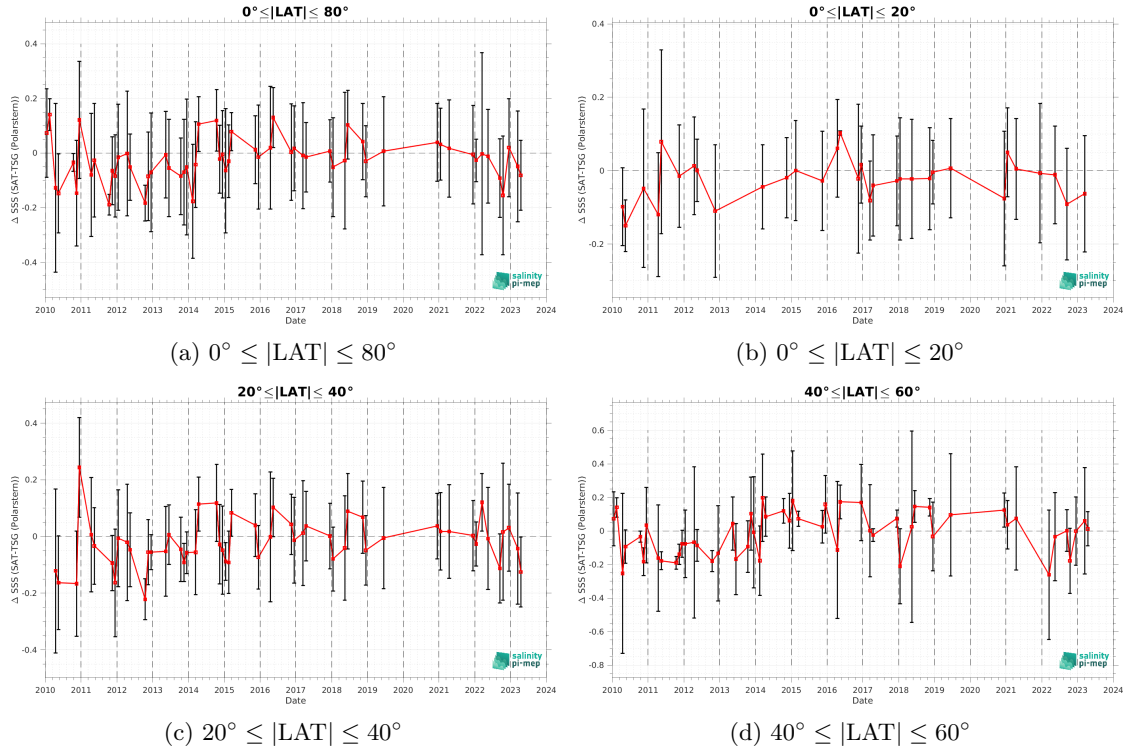 0°≤|LAT|≤ 80°
Δ SSS (SAT-TSG (Polarstern))
0.4
0.2
0
-0.2
-0.4
salinity
pi-mep
2010 2011 2012 2013 2014 2015 2016 2017 2018 2019 2020 2021 2022 2023 2024
Date
(a) 0° ≤ |LAT| ≤ 80°
0°≤|LAT|≤ 20°
Δ SSS (SAT-TSG (Polarstern))
0.4
0.2
0
-0.2
salinity
pi-mep
2010 2011 2012 2013 2014 2015 2016 2017 2018 2019 2020 2021 2022 2023 2024
Date
(b) 0° ≤ |LAT| ≤ 20°
20°≤|LAT|≤ 40°
Δ SSS (SAT-TSG (Polarstern))
0.4
0.2
0
-0.2
-0.4
salinity
pi-mep
2010 2011 2012 2013 2014 2015 2016 2017 2018 2019 2020 2021 2022 2023 2024
Date
(c) 20° ≤ |LAT| ≤ 40°
40°≤|LAT|≤ 60°
Δ SSS (SAT-TSG (Polarstern))
0.8
0.6
0.4
0.2
0
-0.2
-0.4
-0.6
-0.8
salinity
pi-mep
2010 2011 2012 2013 2014 2015 2016 2017 2018 2019 2020 2021 2022 2023 2024
Date
(d) 40° ≤ |LAT| ≤ 60°